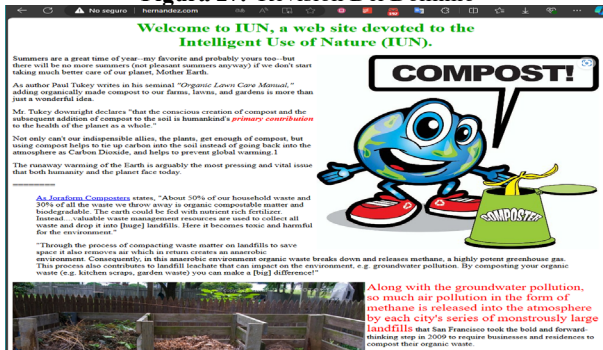 No seguro
hernandez.com
Welcome to IUN, a web site devoted to the
Intelligent Use of Nature (IUN).
Summers are a great time of year--my favorite and probably yours too--but
there will be no more summers (not pleasant summers anyway) if we don't start
taking much better care of our planet, Mother Earth.
As author Paul Tukey writes in his seminal "Organic Lawn Care Manual,"
adding organically made compost to our farms, lawns, and gardens is more than
just a wonderful idea.
Mr. Tukey downright declares "that the conscious creation of compost and the
subsequent addition of compost to the soil is humankind's primary contribution
to the health of the planet as a whole."
Not only can't our indispensible allies, the plants, get enough of compost, but
using compost helps to tie up carbon into the soil instead of going back into the
atmosphere as Carbon Dioxide, and helps to prevent global warming.1
The runaway warming of the Earth is arguably the most pressing and vital issue
that both humanity and the planet face today.
=========
As Joraform Composters states, "About 50% of our household waste and
30% of all the waste we throw away is organic compostable matter and
biodegradable. The earth could be fed with nutrient rich fertilizer.
Instead... valuable waste management resources are used to collect all
waste and drop it into [huge] landfills. Here it becomes toxic and harmful
for the environment."
"Through the process of compacting waste matter on landfills to save
space it also removes air which in return creates an anaerobic
environment. Consequently, in this anaerobic environment organic waste breaks down and releases methane, a highly potent greenhouse gas.
This process also contributes to landfill leachate that can impact on the environment, e.g. groundwater pollution. By composting your organic
waste (e.g. kitchen scraps, garden waste) you can make a [big] difference!"
COMPOST!
COMPOSTER
Along with the groundwater pollution,
so much air pollution in the form of
methane is released into the atmosphere
by each city's series of monstrously large
landfills that San Francisco took the bold and forward-
thinking step in 2009 to require businesses and residences to
compost their organic waste.